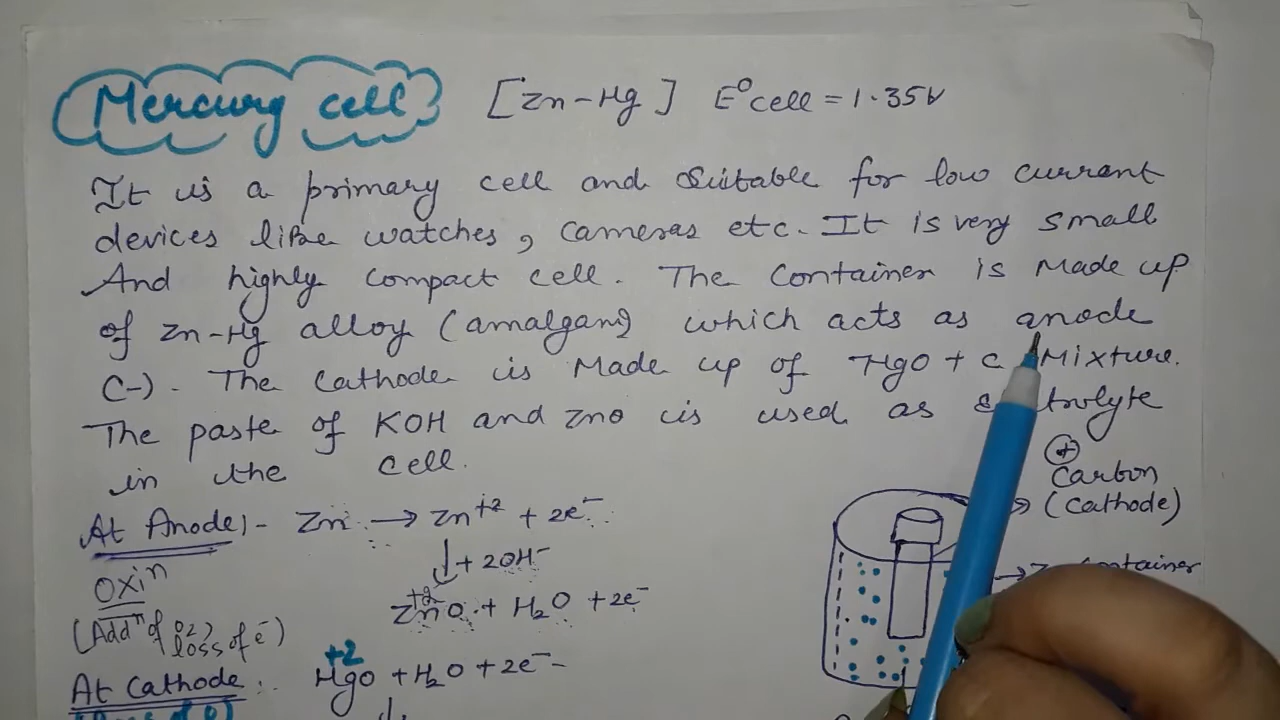 Mercury cell [Zn-Hg] E°cell = 1.35V
It is a primary cell and suitable for low current
devices like watches, cameras etc. It is very small
And highly compact cell. The container is Made up
of Zn-Hg alloy (amalgam) which acts as anode
(-). The cathode is Made up of HgO + C Mixture.
The paste of KOH and ZnO is used as
in the cell.
At Anode:- Zn → Zn+2 + 2e-
↓ + 2OH-
Oxin
+2
ZnO + H2O + 2e-
(Addn of O2, loss of e-)
+2
At Cathode:- HgO + H2O + 2e-
↓
+
Carbon
(Cathode)